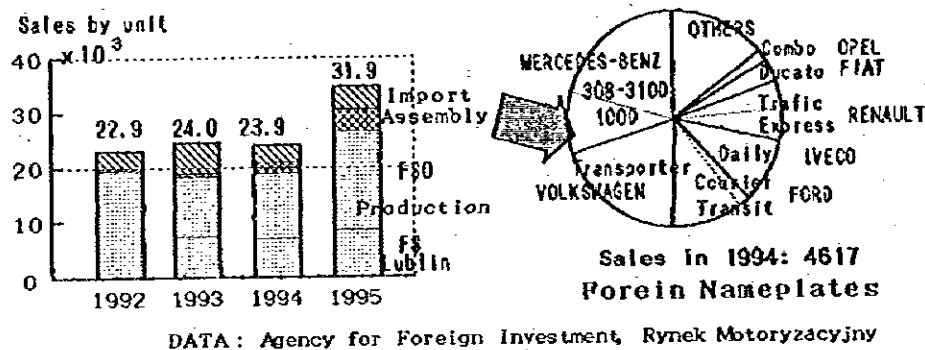 Sales by unit
x 10³
40
30
20
10
0
22.9
24.0
23.9
31.9
Import
Assembly
FSO
Production
FS
Lublin
1992
1993
1994
1995
OTHERS
Combo OPEL
Ducato FIAT
Trafic
Express RENAULT
Daily IVECO
Courier
Transit FORD
MERCEDES-BENZ
308-310D
100D
Transporter
VOLKSWAGEN
Sales in 1994: 4617
Forein Nameplates
DATA: Agency for Foreign Investment, Rynek Motoryzacyjny